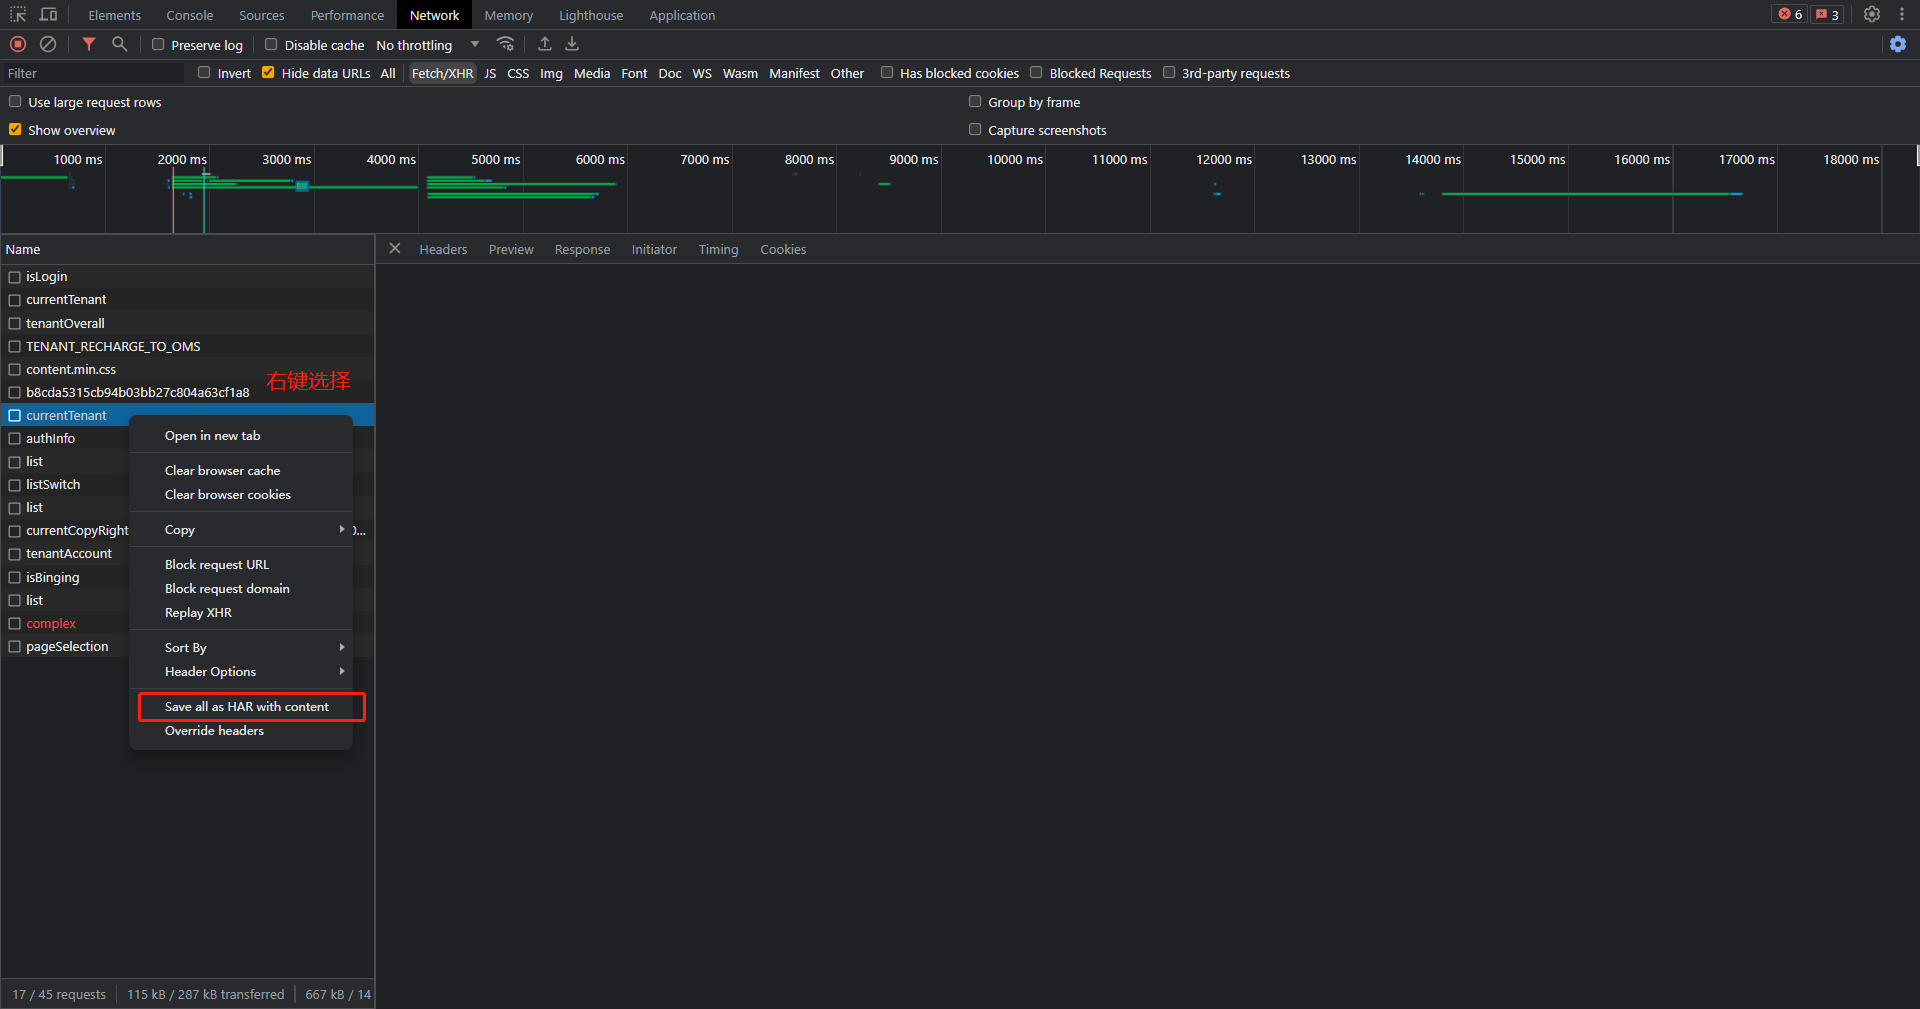 Elements Console Sources Performance Network Memory Lighthouse Application 6 3
Preserve log Disable cache No throttling
Filter Invert Hide data URLs All Fetch/XHR JS CSS Img Media Font Doc WS Wasm Manifest Other Has blocked cookies Blocked Requests 3rd-party requests
Use large request rows Group by frame
Show overview Capture screenshots
1000 ms 2000 ms 3000 ms 4000 ms 5000 ms 6000 ms 7000 ms 8000 ms 9000 ms 10000 ms 11000 ms 12000 ms 13000 ms 14000 ms 15000 ms 16000 ms 17000 ms 18000 ms
Name Headers Preview Response Initiator Timing Cookies
isLogin
currentTenant
tenantOverall
TENANT_RECHARGE_TO_OMS
content.min.css
右键选择
b8cda5315cb94b03bb27c804a63cf1a8
currentTenant
authInfo
list
listSwitch
list
currentCopyRight 0...
tenantAccount
isBinging
list
complex
pageSelection
Open in new tab
Clear browser cache
Clear browser cookies
Copy
Block request URL
Block request domain
Replay XHR
Sort By
Header Options
Save all as HAR with content
Override headers
17 / 45 requests 115 kB / 287 kB transferred 667 kB / 14